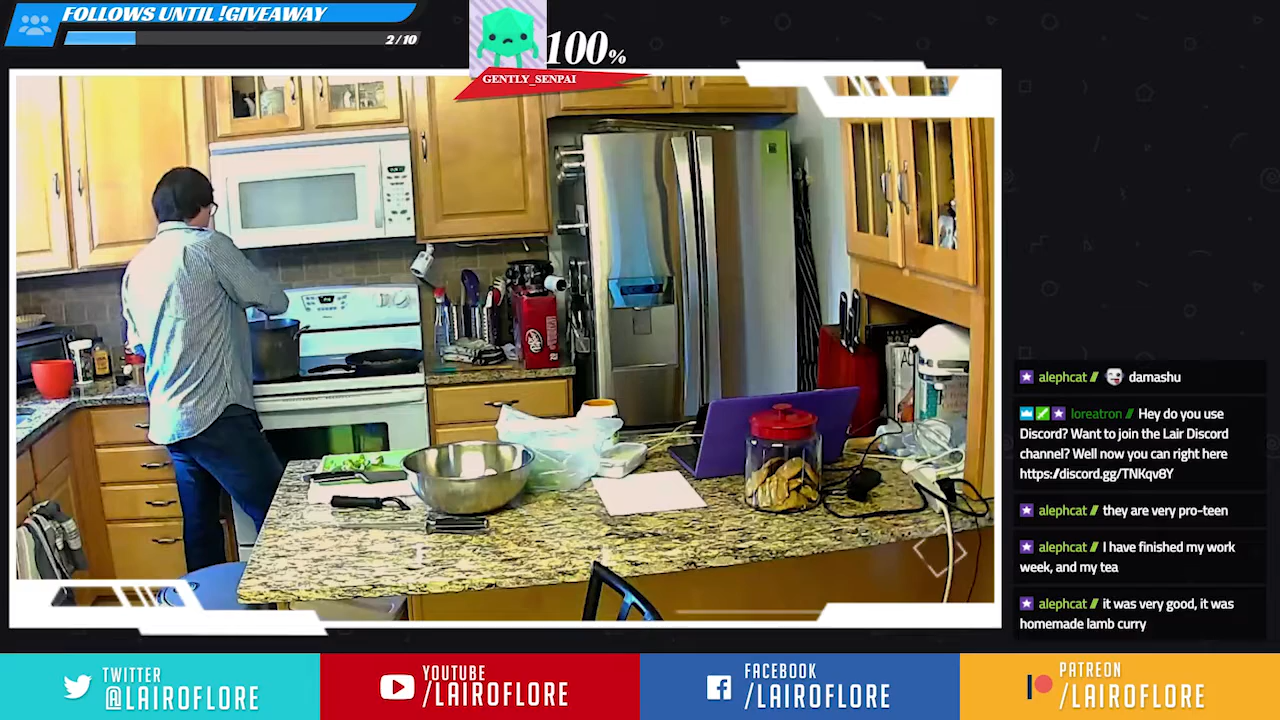 FOLLOWS UNTIL !GIVEAWAY
2/10
100%
GENTLY_SENPAI
alephcat // damashu
loreatron // Hey do you use
Discord? Want to join the Lair Discord
channel? Well now you can right here
https://discord.gg/TNKqv8Y
alephcat // they are very pro-teen
alephcat // I have finished my work
week, and my tea
alephcat // it was very good, it was
homemade lamb curry
TWITTER
@LAIROFLORE
YOUTUBE
/LAIROFLORE
FACEBOOK
/LAIROFLORE
PATREON
/LAIROFLORE